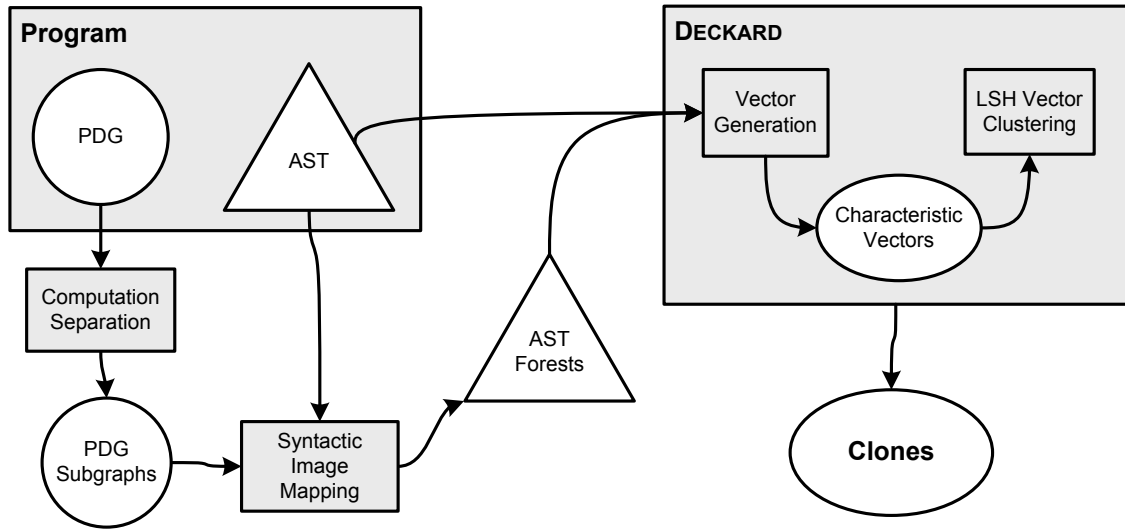 Program
PDG
AST
Computation
Separation
PDG
Subgraphs
Syntactic
Image
Mapping
AST
Forests
DECKARD
Vector
Generation
LSH Vector
Clustering
Characteristic
Vectors
Clones